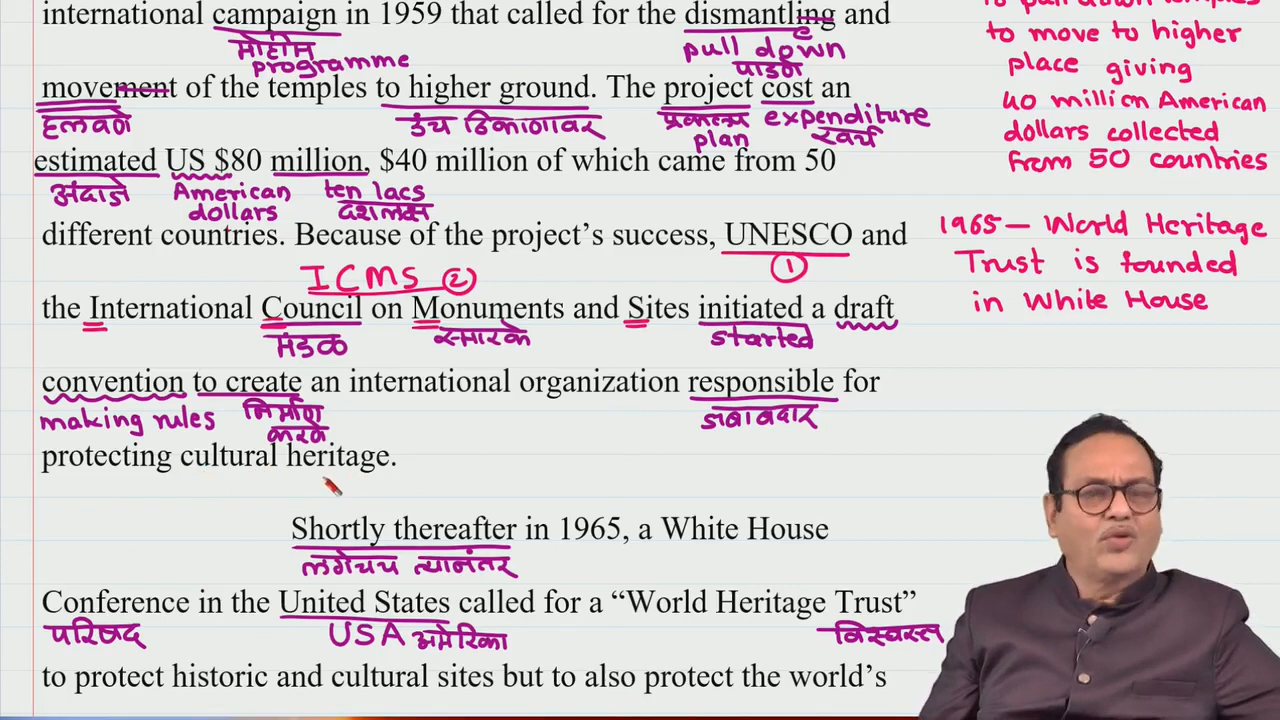 international campaign in 1959 that called for the dismantling and
मोहीम
programme
e
pull down
पाडणे
movement of the temples to higher ground. The project cost an
हलवणे
उंच ठिकाणावर
प्रकल्प
plan
expenditure
खर्च
estimated US $80 million, $40 million of which came from 50
अंदाजे
American
dollars
ten lacs
दशलक्ष
different countries. Because of the project's success, UNESCO and
ICMS ②
①
the International Council on Monuments and Sites initiated a draft
मंडळ
स्मारके
started
convention to create an international organization responsible for
making rules
निर्माण
करणे
जबाबदार
protecting cultural heritage.
Shortly thereafter in 1965, a White House
लगेचच त्यानंतर
Conference in the United States called for a “World Heritage Trust”
परिषद
USA अमेरिका
विश्वस्त
to protect historic and cultural sites but to also protect the world's
to pull down temples
to move to higher
place giving
40 million American
dollars collected
from 50 countries
1965 – World Heritage
Trust is founded
in White House